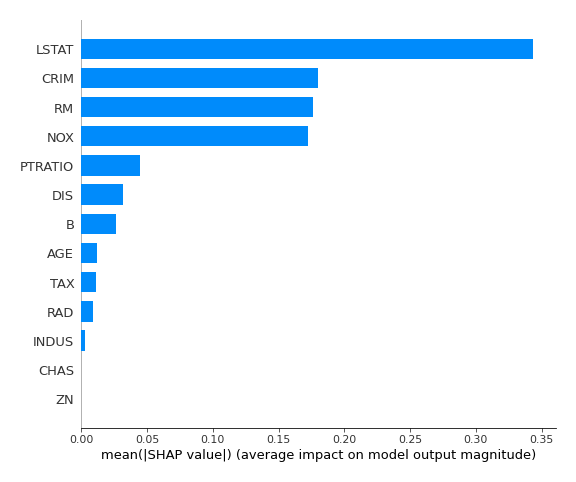 LSTAT
CRIM
RM
NOX
PTRATIO
DIS
B
AGE
TAX
RAD
INDUS
CHAS
ZN
0.00 0.05 0.10 0.15 0.20 0.25 0.30 0.35
mean(|SHAP value|) (average impact on model output magnitude)